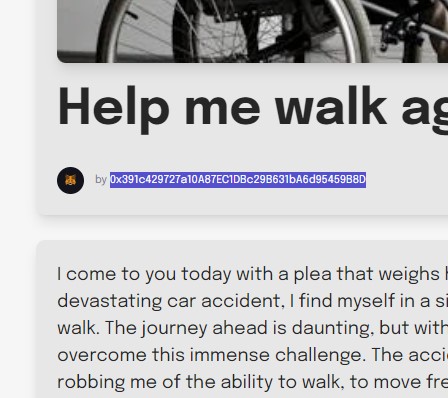 Help me walk ag
by 0x391c429727a10A87EC1DBc29B631bA6d95459B8D
I come to you today with a plea that weighs
devastating car accident, I find myself in a si
walk. The journey ahead is daunting, but with
overcome this immense challenge. The acci
robbing me of the ability to walk, to move fre